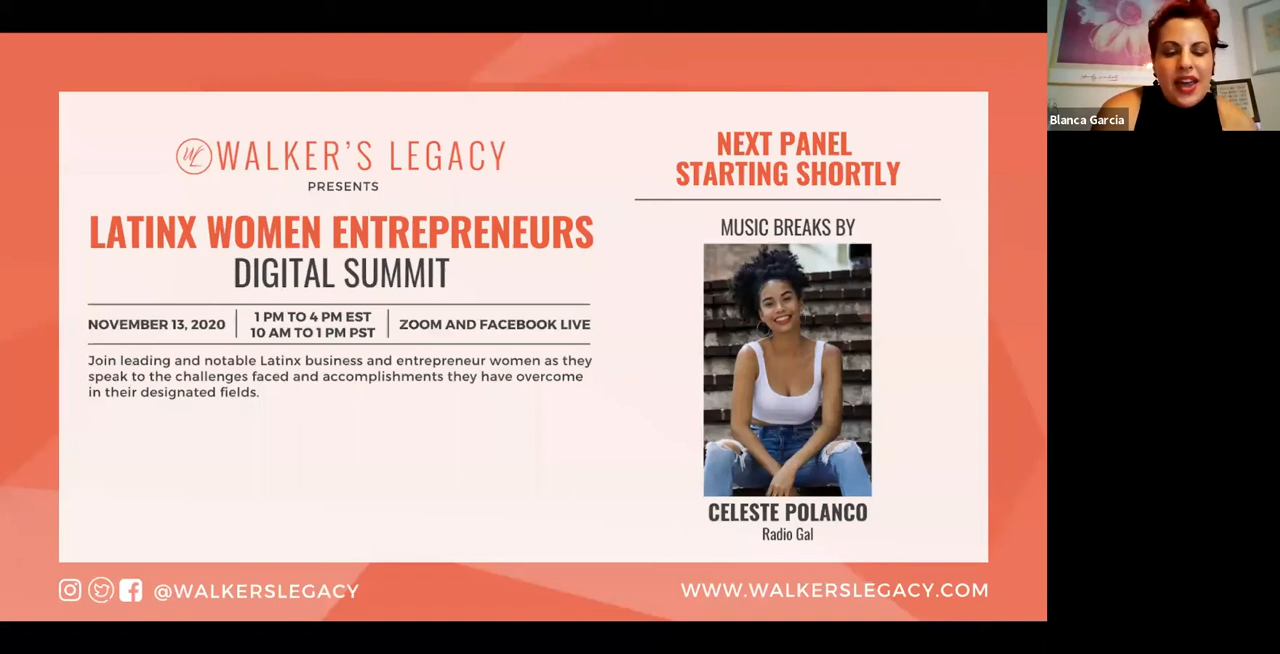 WALKER'S LEGACY
PRESENTS
LATINX WOMEN ENTREPRENEURS
DIGITAL SUMMIT
NOVEMBER 13, 2020
1 PM TO 4 PM EST
10 AM TO 1 PM PST
ZOOM AND FACEBOOK LIVE
Join leading and notable Latinx business and entrepreneur women as they
speak to the challenges faced and accomplishments they have overcome
in their designated fields.
NEXT PANEL
STARTING SHORTLY
MUSIC BREAKS BY
CELESTE POLANCO
Radio Gal
@WALKERSLEGACY
WWW.WALKERSLEGACY.COM
Blanca Garcia